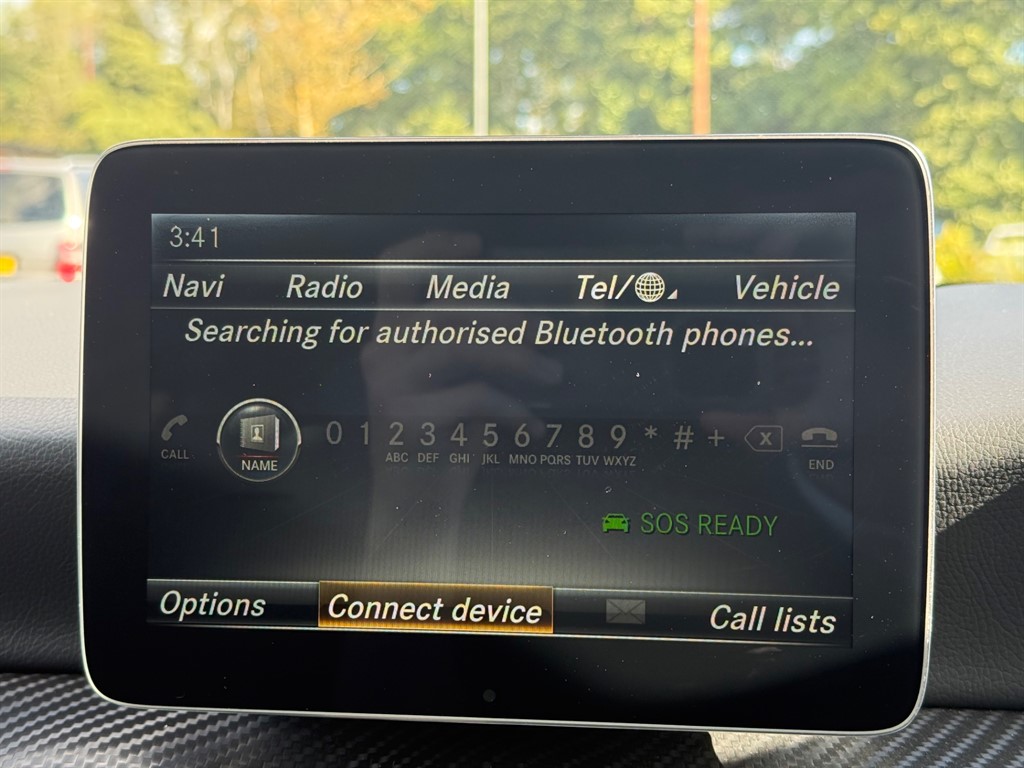 3:41
Navi Radio Media Tel/ Vehicle
Searching for authorised Bluetooth phones...
0 1 2 3 4 5 6 7 8 9 * # + X
CALL NAME ABC DEF GHI JKL MNO PQRS TUV WXYZ END
SOS READY
Options Connect device Call lists